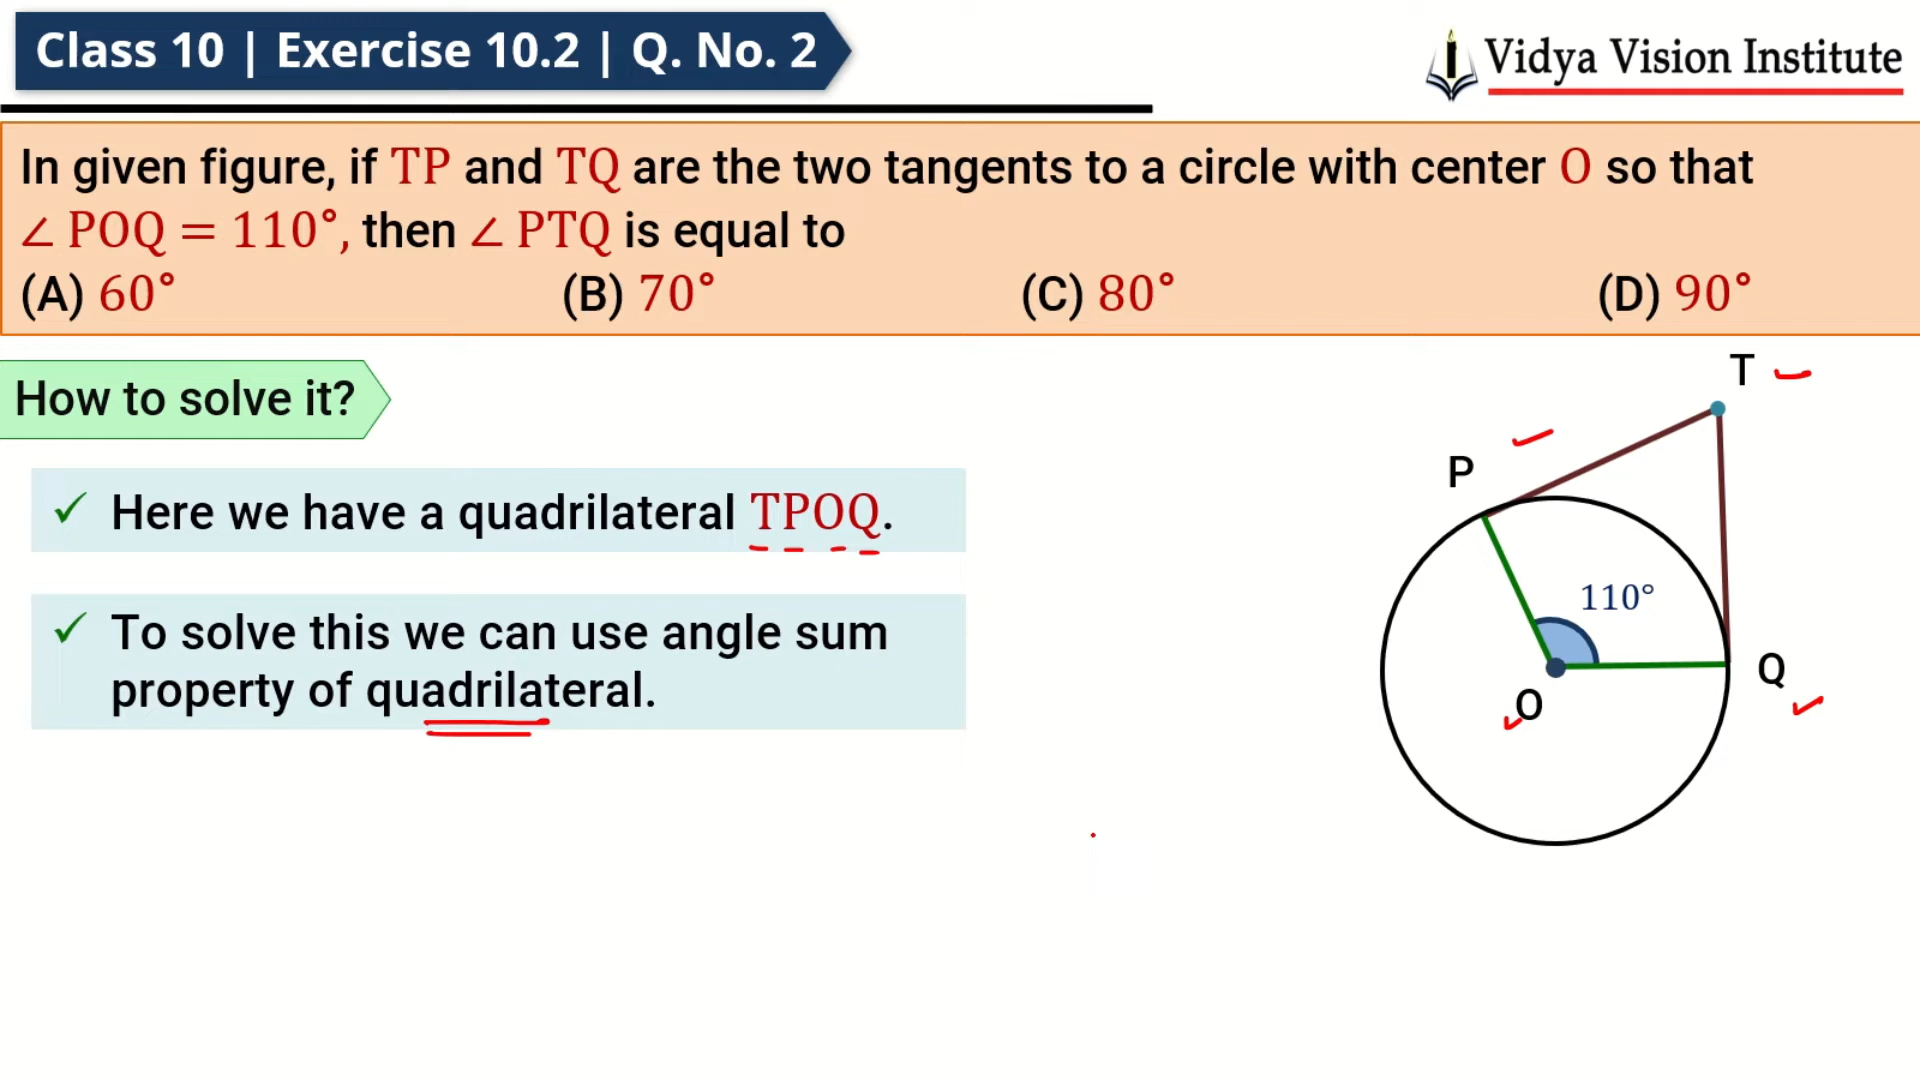 Class 10 | Exercise 10.2 | Q. No. 2
Vidya Vision Institute
In given figure, if TP and TQ are the two tangents to a circle with center O so that
∠ POQ = 110°, then ∠ PTQ is equal to
(A) 60° (B) 70° (C) 80° (D) 90°
How to solve it?
✓ Here we have a quadrilateral TPOQ.
✓ To solve this we can use angle sum
property of quadrilateral.
T
P
110°
Q
O